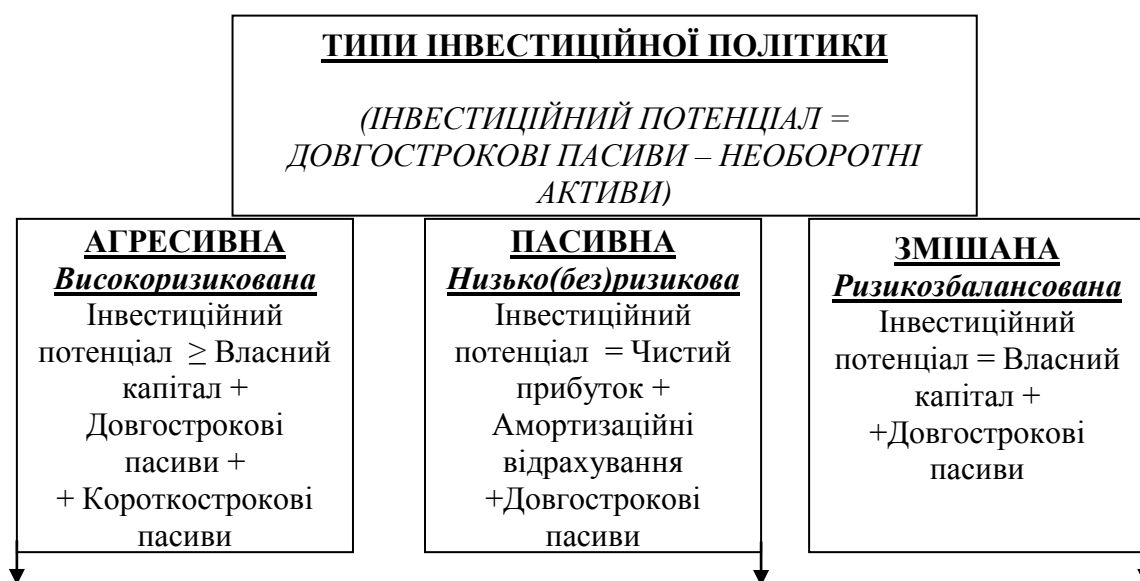 ТИПИ ІНВЕСТИЦІЙНОЇ ПОЛІТИКИ
(ІНВЕСТИЦІЙНИЙ ПОТЕНЦІАЛ =
ДОВГОСТРОКОВІ ПАСИВИ – НЕОБОРОТНІ
АКТИВИ)
АГРЕСИВНА
Високоризикована
Інвестиційний
потенціал ≥ Власний
капітал +
Довгострокові
пасиви +
+ Короткострокові
пасиви
ПАСИВНА
Низько(без)ризикова
Інвестиційний
потенціал = Чистий
прибуток +
Амортизаційні
відрахування
+Довгострокові
пасиви
ЗМІШАНА
Ризикозбалансована
Інвестиційний
потенціал = Власний
капітал +
+Довгострокові
пасиви